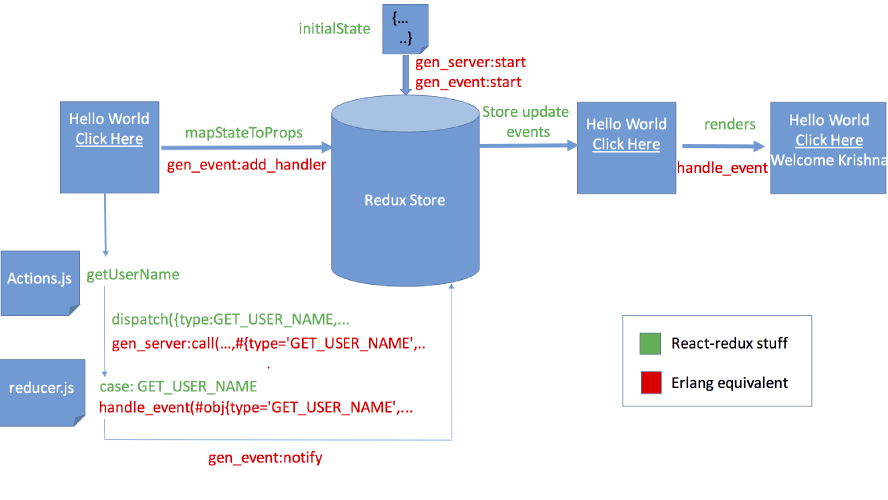 initialState
{...
..}
gen_server:start
gen_event:start
Hello World
Click Here
mapStateToProps
gen_event:add_handler
Redux Store
Store update
events
Hello World
Click Here
renders
handle_event
Hello World
Click Here
Welcome Krishna
Actions.js
getUserName
dispatch({type:GET_USER_NAME,...
gen_server:call(...,#{type='GET_USER_NAME',..
.
reducer.js
case: GET_USER_NAME
handle_event(#obj{type='GET_USER_NAME',...
gen_event:notify
React-redux stuff
Erlang equivalent